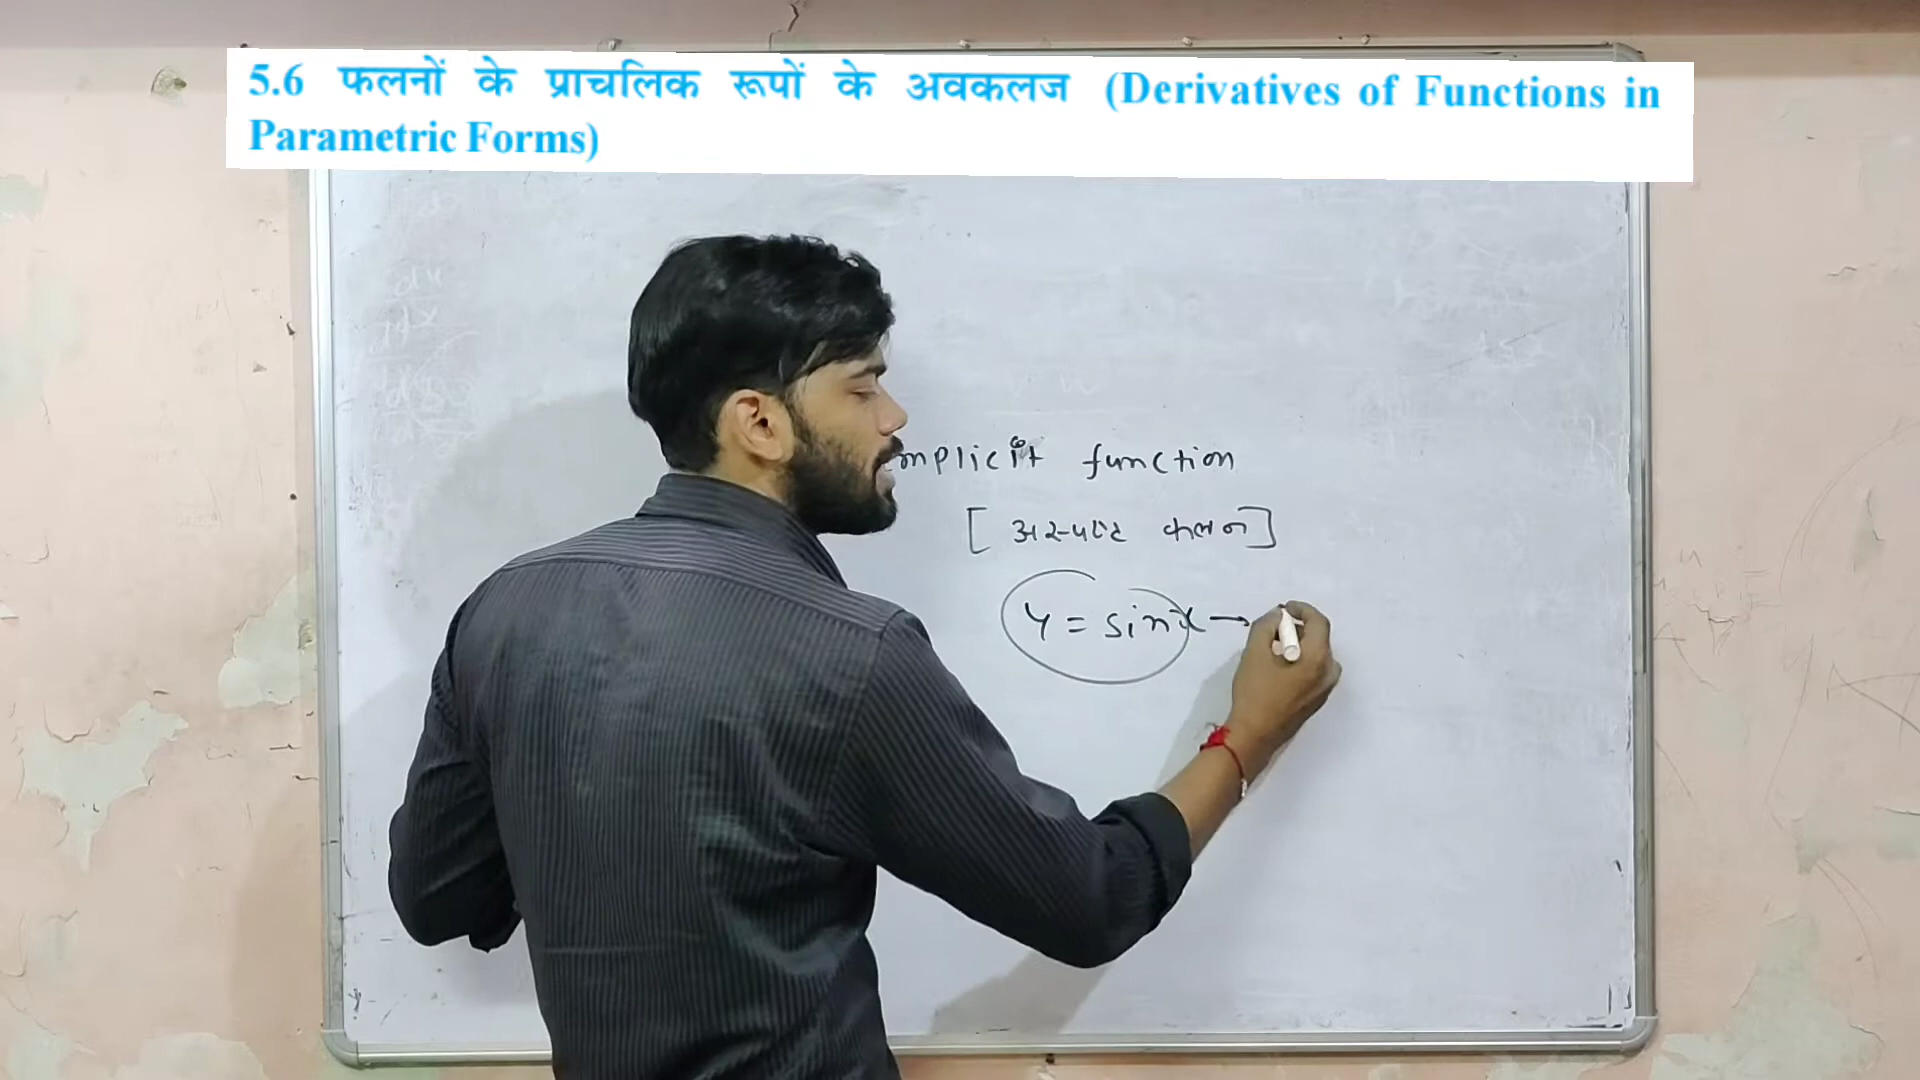 5.6 फलनों के प्राचलिक रूपों के अवकलज (Derivatives of Functions in
Parametric Forms)
mplicit function
[ अस्पष्ट फलन ]
y = sinx →